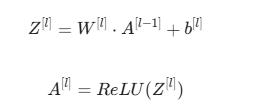 Z^{[l]} = W^{[l]} · A^{[l−1]} + b^{[l]}
A^{[l]} = ReLU(Z^{[l]})